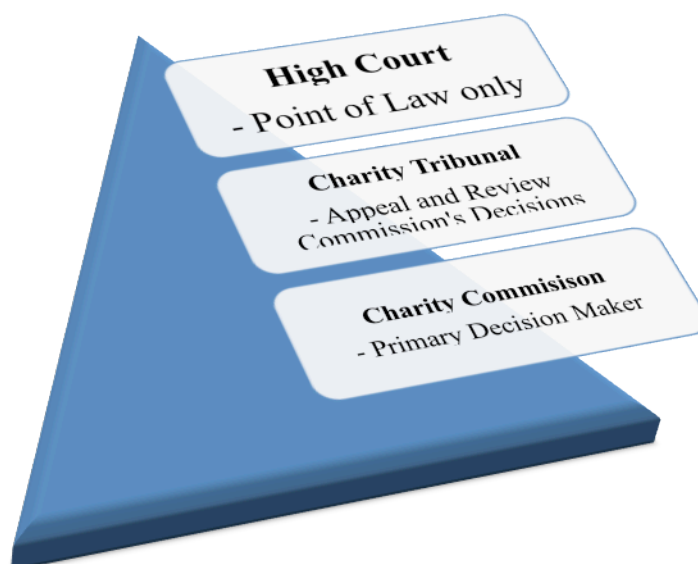 High Court
- Point of Law only
Charity Tribunal
- Appeal and Review
Commission's Decisions
Charity Commisison
- Primary Decision Maker